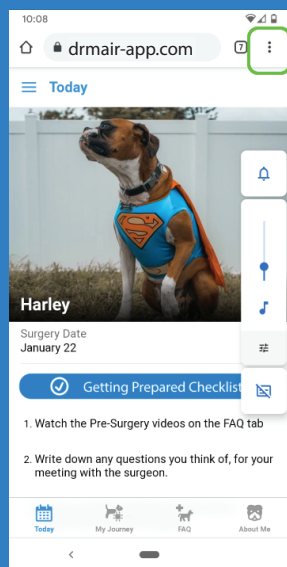 10:08
drmair-app.com
7
Today
Harley
Surgery Date
January 22
Getting Prepared Checklist
1. Watch the Pre-Surgery videos on the FAQ tab
2. Write down any questions you think of, for your
meeting with the surgeon.
Today
My Journey
FAQ
About Me